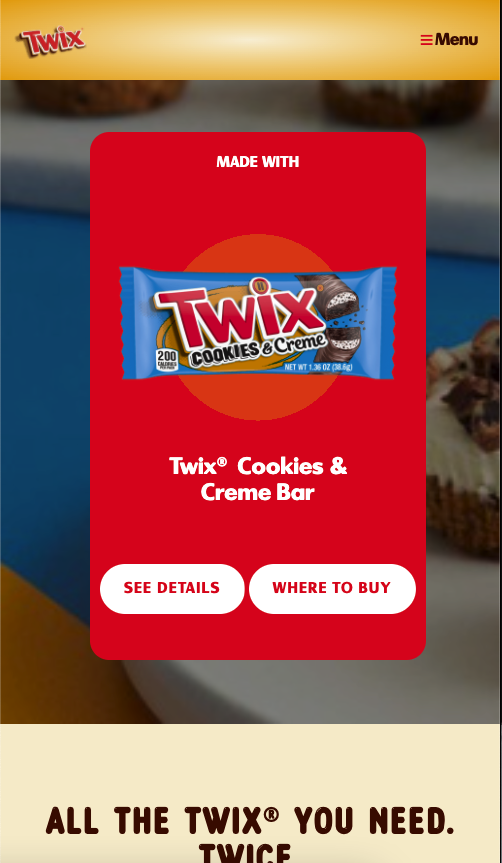 TWIX
Menu
MADE WITH
TWIX®
COOKIES & Creme
200
CALORIES
PER PACK
NET WT 1.36 OZ (38.6g)
Twix® Cookies &
Creme Bar
SEE DETAILS
WHERE TO BUY
ALL THE TWIX® YOU NEED.
TWICE